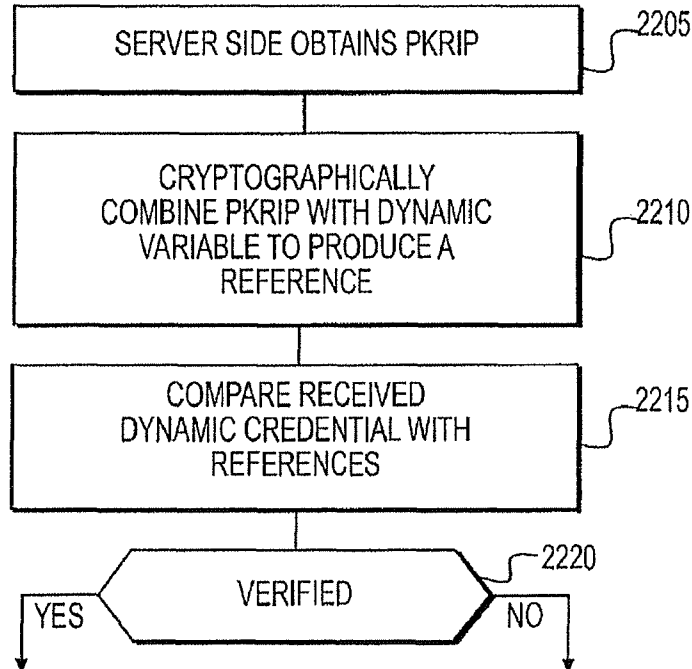 SERVER SIDE OBTAINS PKRIP
2205
CRYPTOGRAPHICALLY
COMBINE PKRIP WITH DYNAMIC
VARIABLE TO PRODUCE A
REFERENCE
2210
COMPARE RECEIVED
DYNAMIC CREDENTIAL WITH
REFERENCES
2215
VERIFIED
2220
YES
NO